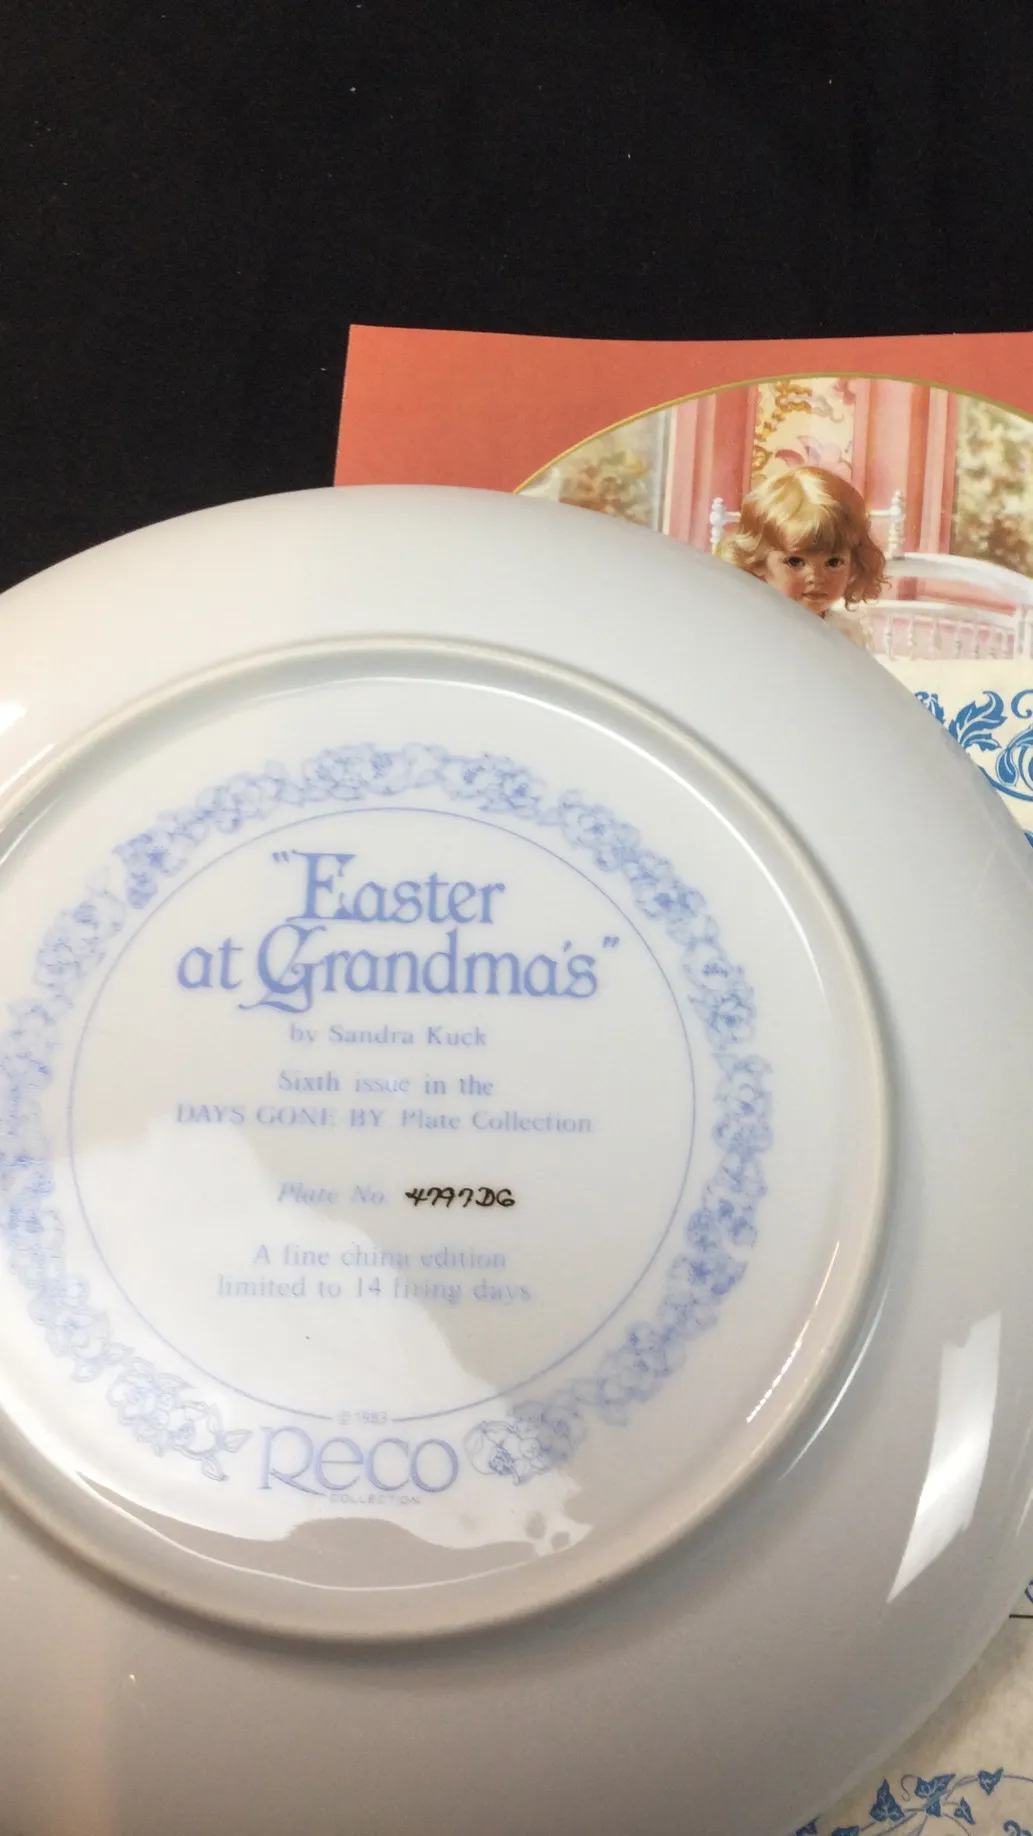 "Easter
at Grandma's"
by Sandra Kuck
Sixth issue in the
DAYS GONE BY Plate Collection
Plate No. 4797DG
A fine china edition
limited to 14 firing days
© 1983
Reco
COLLECTION